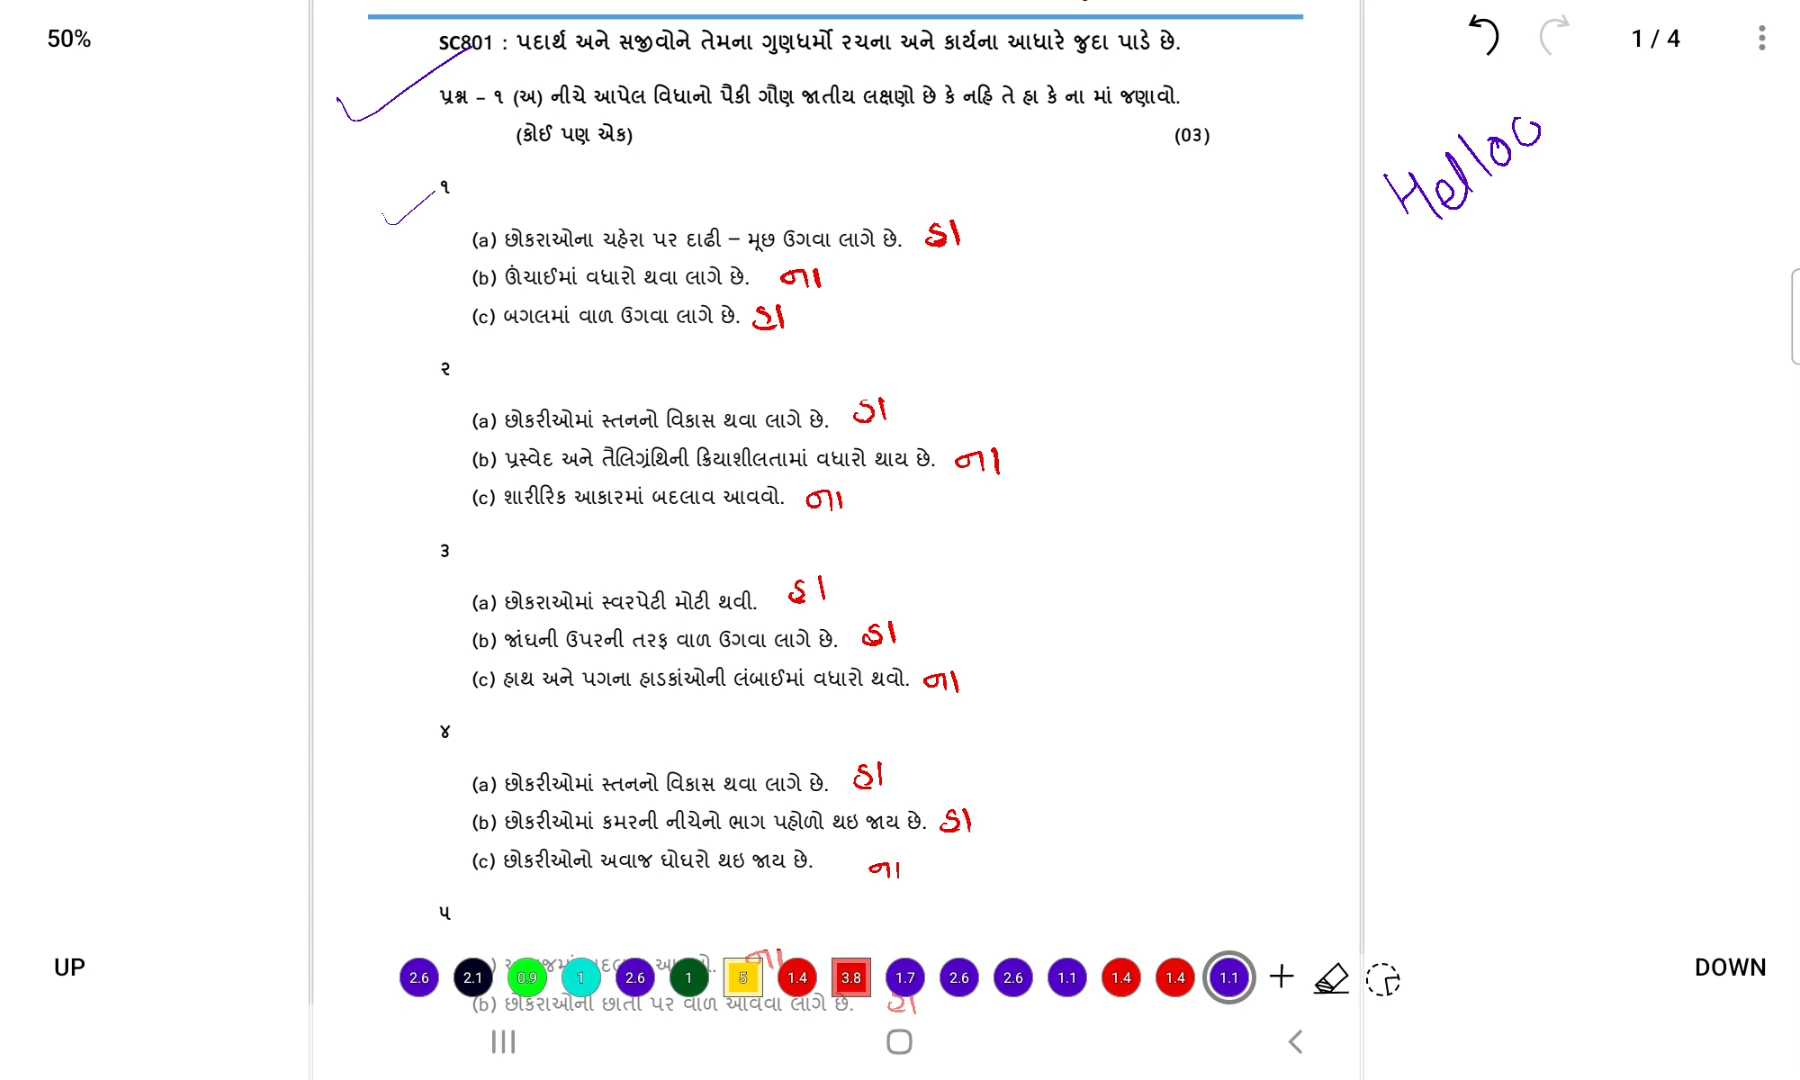 50%
1 / 4
SC801 : પદાર્થ અને સજીવોને તેમના ગુણધર્મો રચના અને કાર્યના આધારે જુદા પાડે છે.
પ્રશ્ન – ૧ (અ) નીચે આપેલ વિધાનો પૈકી ગૌણ જાતીય લક્ષણો છે કે નહિ તે હા કે ના માં જણાવો.
(કોઈ પણ એક) (03)
Helloo
૧
(a) છોકરાઓના ચહેરા પર દાઢી – મૂછ ઉગવા લાગે છે. હા
(b) ઊંચાઈમાં વધારો થવા લાગે છે. ના
(c) બગલમાં વાળ ઉગવા લાગે છે. હા
૨
(a) છોકરીઓમાં સ્તનનો વિકાસ થવા લાગે છે. હા
(b) પ્રસ્વેદ અને તૈલિગ્રંથિની ક્રિયાશીલતામાં વધારો થાય છે. ના
(c) શારીરિક આકારમાં બદલાવ આવવો. ના
૩
(a) છોકરાઓમાં સ્વરપેટી મોટી થવી. હા
(b) જાંઘની ઉપરની તરફ વાળ ઉગવા લાગે છે. હા
(c) હાથ અને પગના હાડકાંઓની લંબાઈમાં વધારો થવો. ના
૪
(a) છોકરીઓમાં સ્તનનો વિકાસ થવા લાગે છે. હા
(b) છોકરીઓમાં કમરની નીચેનો ભાગ પહોળો થઇ જાય છે. હા
(c) છોકરીઓનો અવાજ ઘોઘરો થઇ જાય છે. ના
૫
ના
UP 2.6 2.1 0.9 1 2.6 1 5 1.4 3.8 1.7 2.6 2.6 1.1 1.4 1.4 1.1 DOWN
(b) છોકરાઓની છાતી પર વાળ આવવા લાગે છે. હા